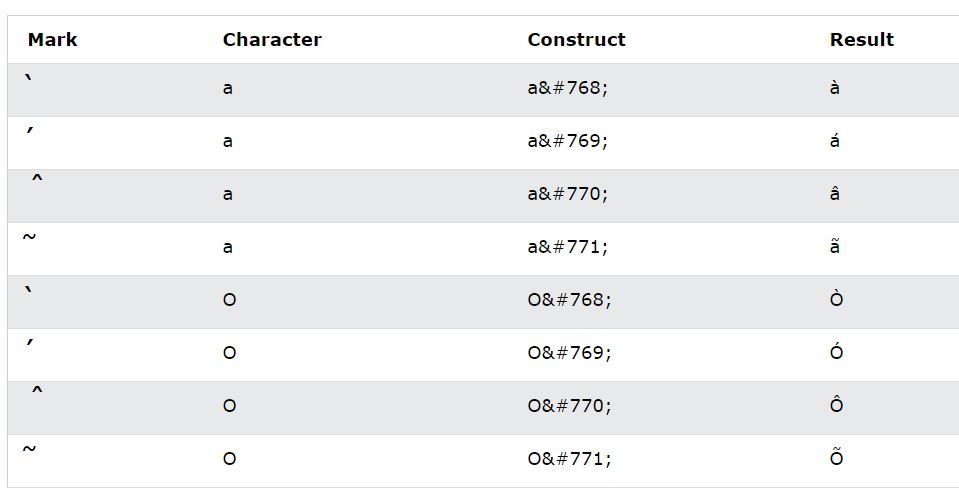 Mark Character Construct Result
̀ a a&#768; à
́ a a&#769; á
̂ a a&#770; â
̃ a a&#771; ã
̀ O O&#768; Ò
́ O O&#769; Ó
̂ O O&#770; Ô
̃ O O&#771; Õ